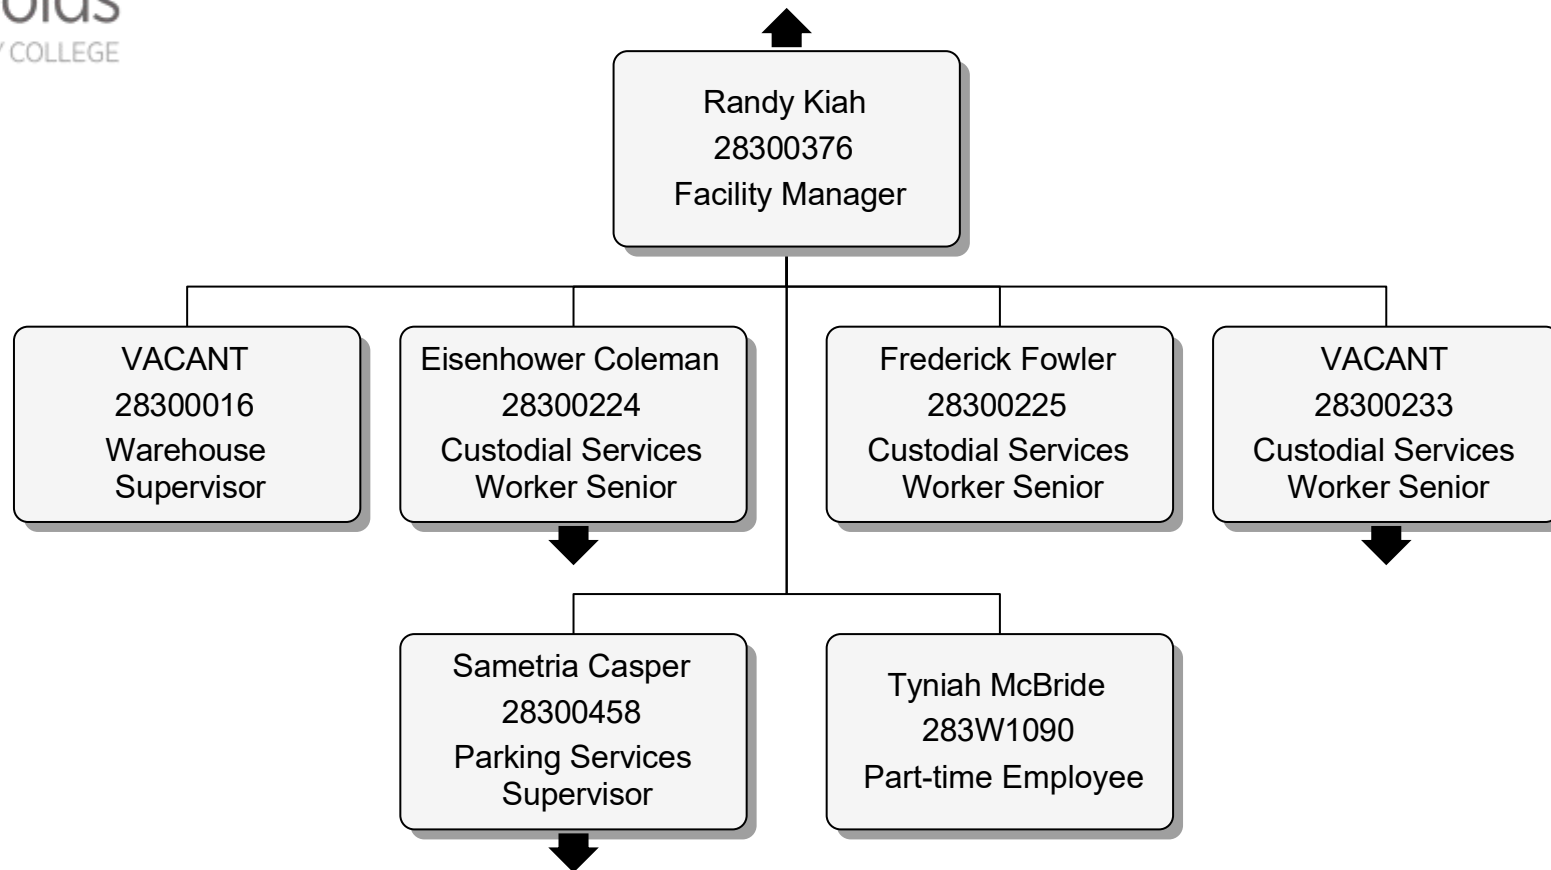 COLLEGE
Randy Kiah
28300376
Facility Manager
VACANT
28300016
Warehouse
Supervisor
Eisenhower Coleman
28300224
Custodial Services
Worker Senior
Frederick Fowler
28300225
Custodial Services
Worker Senior
VACANT
28300233
Custodial Services
Worker Senior
Sametria Casper
28300458
Parking Services
Supervisor
Tyniah McBride
283W1090
Part-time Employee